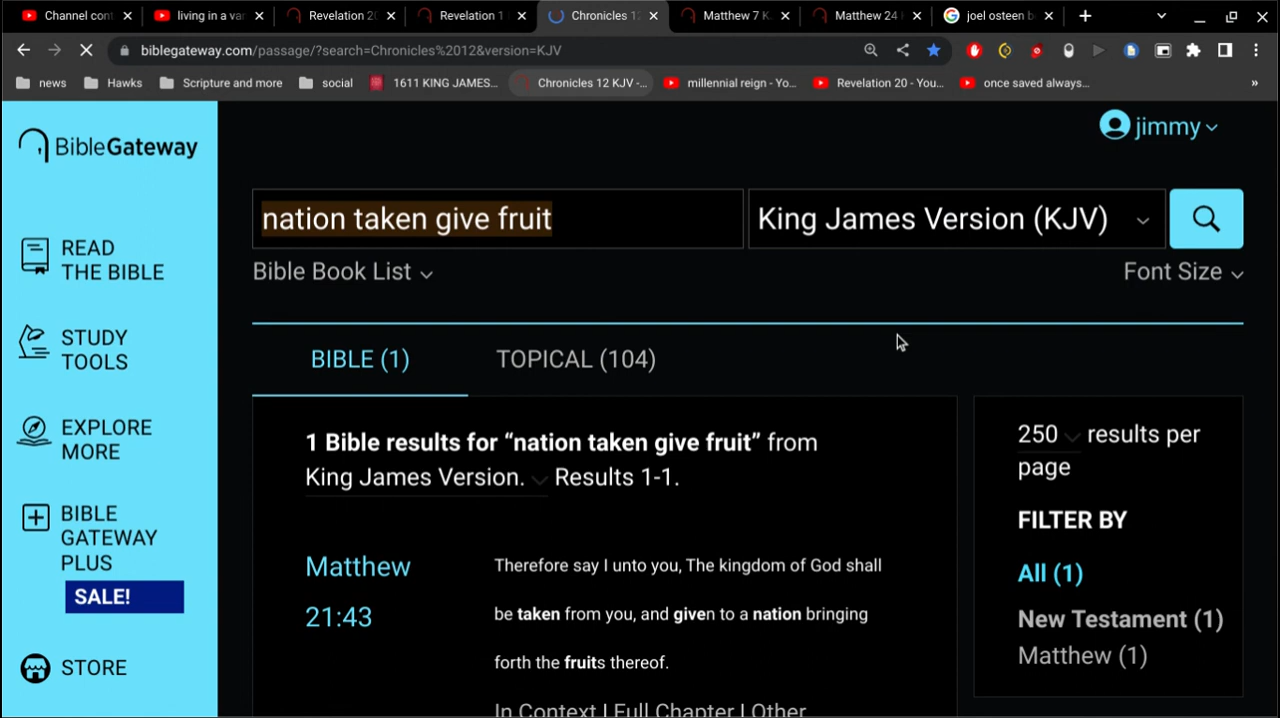 Channel cont
living in a var
Revelation 20
Revelation 1
Chronicles 12
Matthew 7 K
Matthew 24
joel osteen b
biblegateway.com/passage/?search=Chronicles%2012&version=KJV
news
Hawks
Scripture and more
social
1611 KING JAMES...
Chronicles 12 KJV -...
millennial reign - Yo...
Revelation 20 - You...
once saved always...
»
BibleGateway
jimmy
nation taken give fruit
King James Version (KJV)
Bible Book List
Font Size
READ
THE BIBLE
STUDY
TOOLS
EXPLORE
MORE
BIBLE
GATEWAY
PLUS
SALE!
STORE
BIBLE (1)
TOPICAL (104)
1 Bible results for “nation taken give fruit” from
King James Version. Results 1-1.
Matthew
21:43
Therefore say I unto you, The kingdom of God shall
be taken from you, and given to a nation bringing
forth the fruits thereof.
In Context | Full Chapter | Other
250 results per
page
FILTER BY
All (1)
New Testament (1)
Matthew (1)